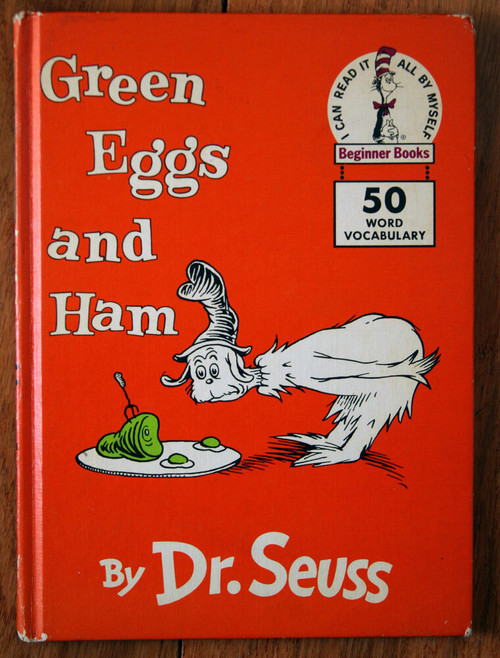 Green
Eggs
and
Ham
I CAN READ IT ALL BY MYSELF
Beginner Books
50
WORD
VOCABULARY
By Dr. Seuss